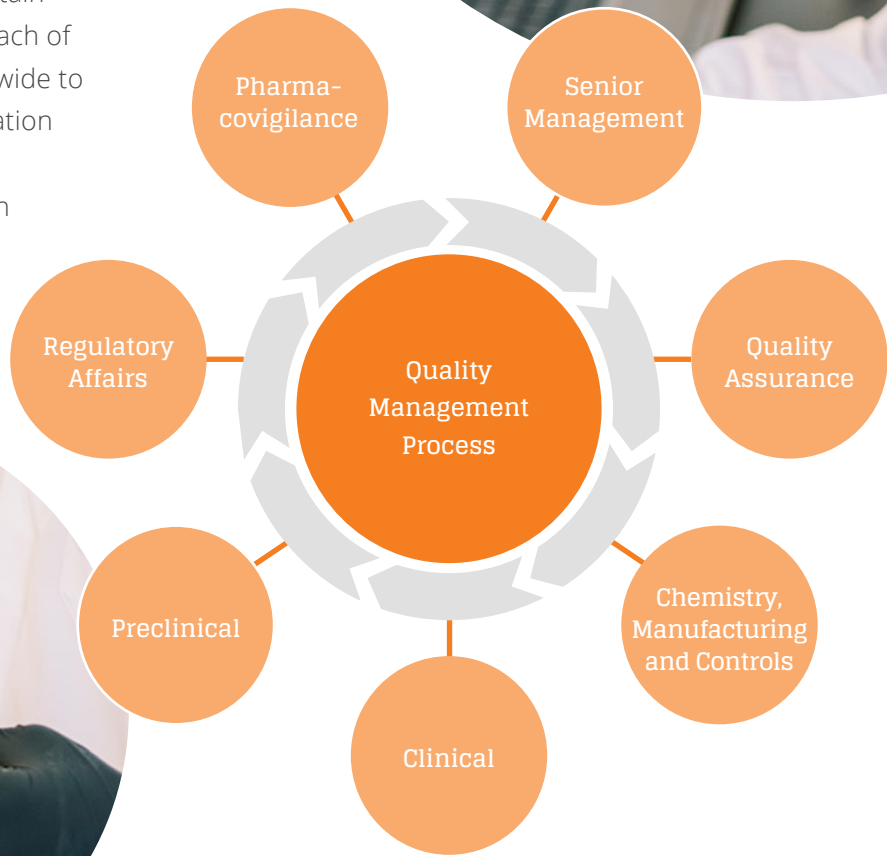 ach of
wide to
Pharma-
covigilance
Senior
Management
Regulatory
Affairs
Quality
Management
Process
Quality
Assurance
Preclinical
Chemistry,
Manufacturing
and Controls
Clinical